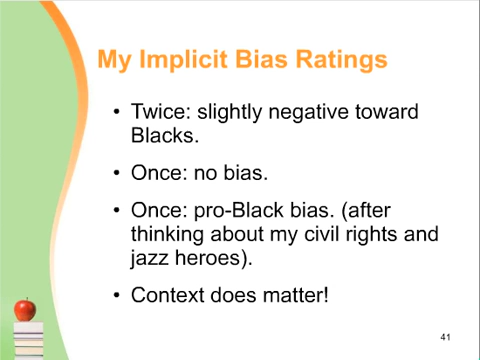 My Implicit Bias Ratings
• Twice: slightly negative toward
Blacks.
• Once: no bias.
• Once: pro-Black bias. (after
thinking about my civil rights and
jazz heroes).
• Context does matter!
41